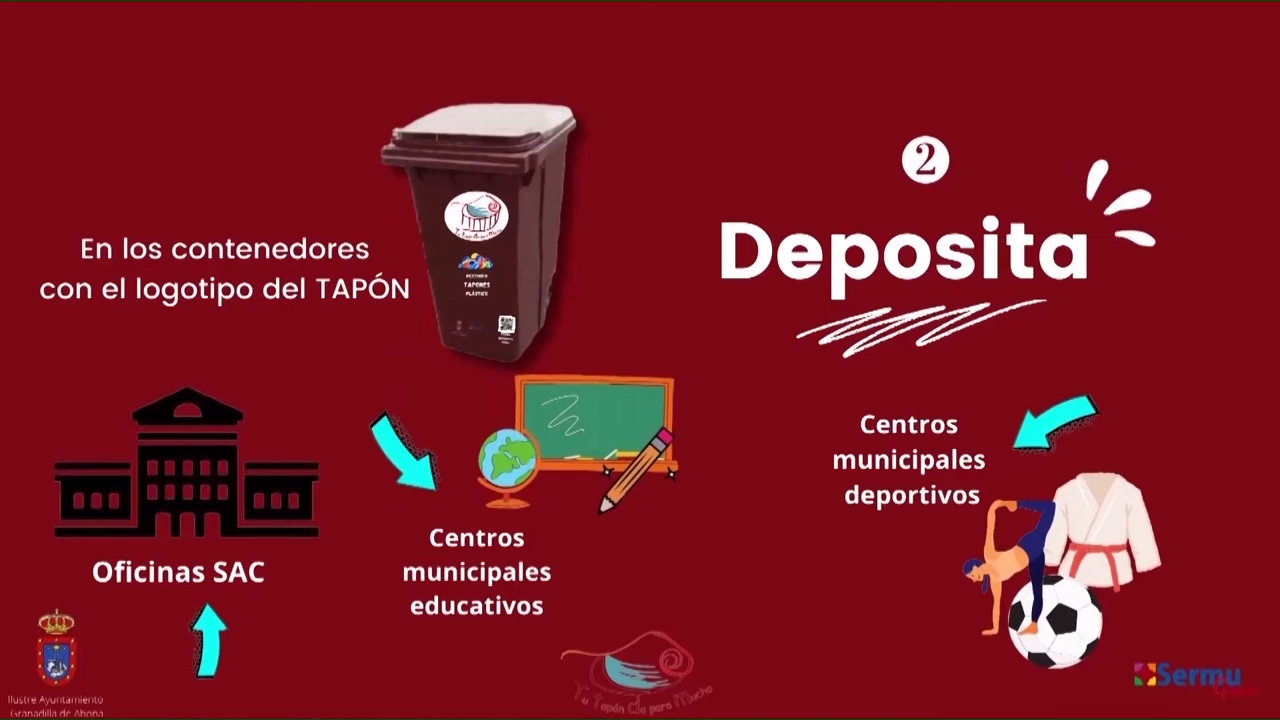 2
Deposita
En los contenedores
con el logotipo del TAPÓN
RECOGIDA
TAPONES
PLÁSTICO
Centros
municipales
deportivos
Centros
municipales
educativos
Oficinas SAC
Ilustre Ayuntamiento
Granadilla de Abona
Tu Tapón da para Mucho
Sermu